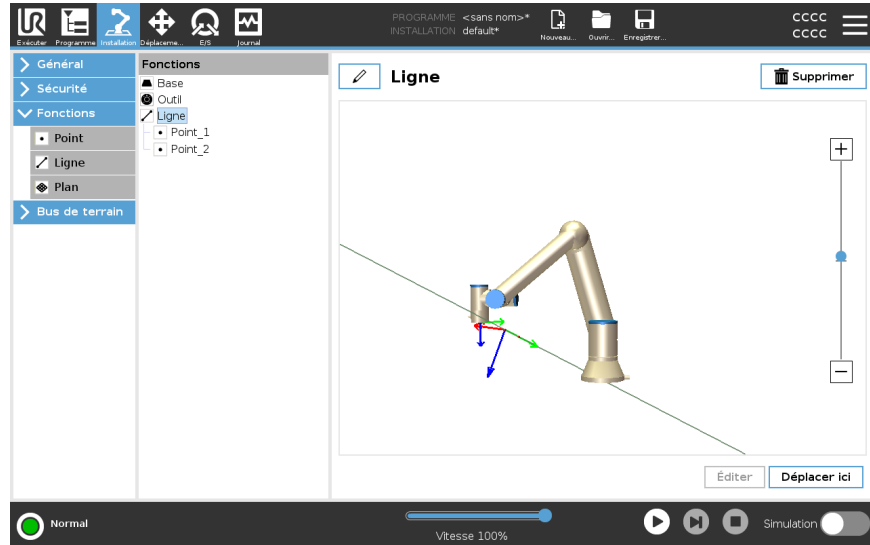 UR
PROGRAMME <sans nom>*
INSTALLATION default*
CCCC
CCCC
Exécuter Programme Installation Déplaceme... E/S Journal
Nouveau... Ouvrir... Enregistrer...
Général
Sécurité
Fonctions
Point
Ligne
Plan
Bus de terrain
Fonctions
Base
Outil
Ligne
Point_1
Point_2
Ligne
Supprimer
Éditer
Déplacer ici
Normal
Vitesse 100%
Simulation